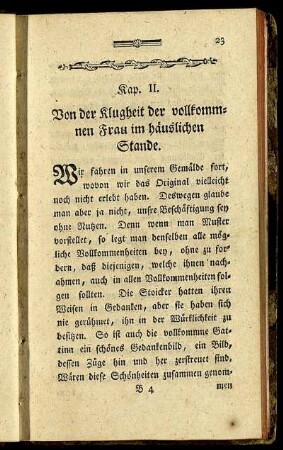 23
Kap. II.
Von der Klugheit der vollkomm-
nen Frau im häuslichen
Stande.
Wir fahren in unserem Gemälde fort,
wovon wir das Original vielleicht
noch nicht erlebt haben. Deswegen glaube
man aber ja nicht, unsre Beschäftigung sey
ohne Nutzen. Denn wenn man Muster
vorstellet, so legt man denselben alle mög-
liche Vollkommenheiten bey, ohne zu for-
dern, daß diejenigen, welche ihnen nach-
ahmen, auch in allen Vollkommenheiten fol-
gen sollten. Die Stoicker hatten ihren
Weisen in Gedanken, aber sie haben sich
nie gerühmet, ihn in der Würklichkeit zu
besitzen. So ist auch die vollkommne Gat-
tinn ein schönes Gedankenbild, ein Bild,
dessen Züge hin und her zerstreuet sind.
Wären diese Schönheiten zusammen genom-
B 4 men